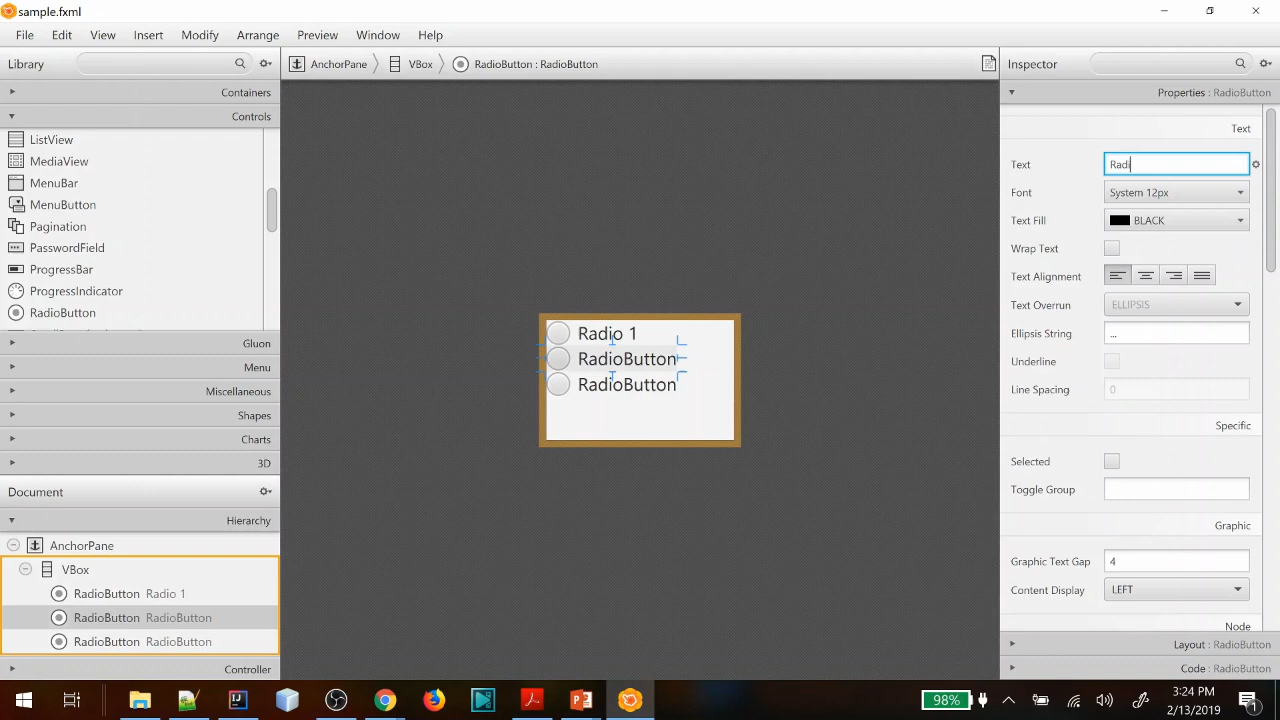 sample.fxml
File Edit View Insert Modify Arrange Preview Window Help
Library
AnchorPane
VBox
RadioButton : RadioButton
Inspector
Containers
Controls
ListView
MediaView
MenuBar
MenuButton
Pagination
PasswordField
ProgressBar
ProgressIndicator
RadioButton
Gluon
Menu
Miscellaneous
Shapes
Charts
3D
Document
Hierarchy
AnchorPane
VBox
RadioButton Radio 1
RadioButton RadioButton
RadioButton RadioButton
Controller
Radio 1
RadioButton
RadioButton
Properties : RadioButton
Text
Text Radi
Font System 12px
Text Fill BLACK
Wrap Text
Text Alignment
Text Overrun ELLIPSIS
Ellipsis String ...
Underline
Line Spacing 0
Specific
Selected
Toggle Group
Graphic
Graphic Text Gap 4
Content Display LEFT
Node
Layout : RadioButton
Code : RadioButton
98%
3:24 PM
2/13/2019
1